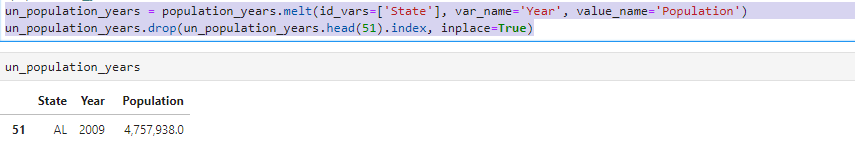 un_population_years = population_years.melt(id_vars=['State'], var_name='Year', value_name='Population')
un_population_years.drop(un_population_years.head(51).index, inplace=True)
un_population_years
State Year Population
51 AL 2009 4,757,938.0